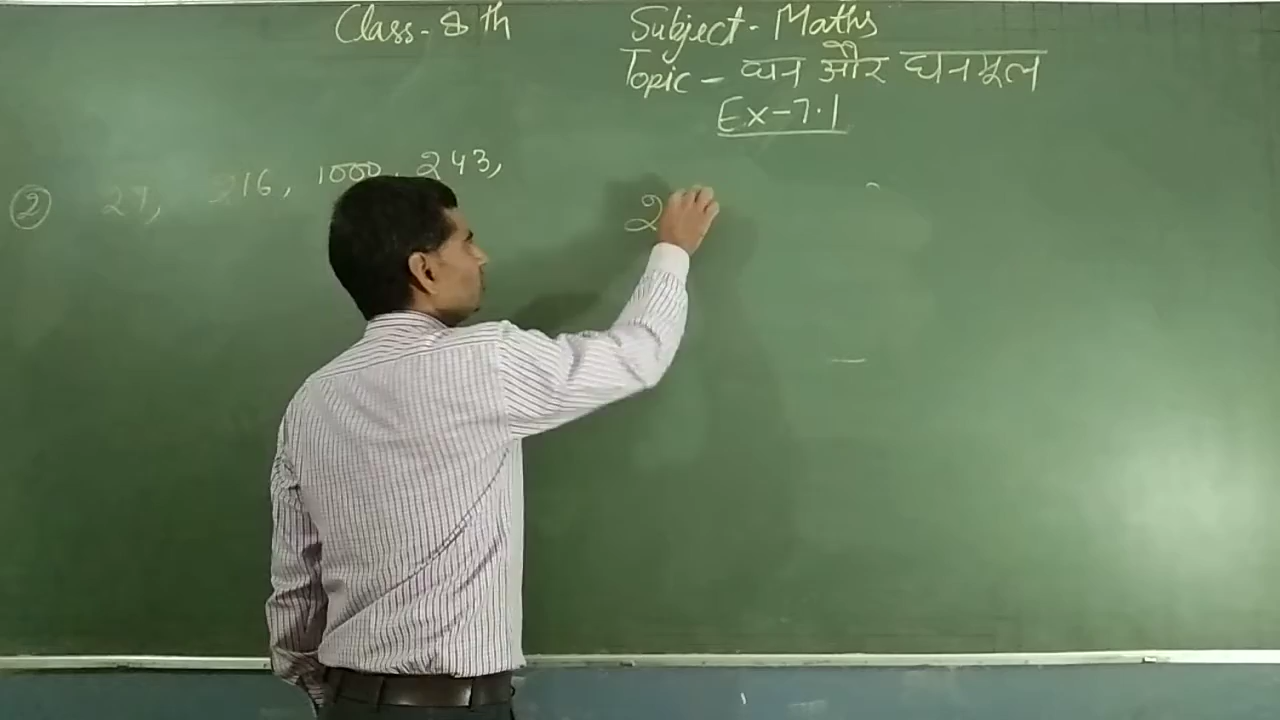 Class - 8th Subject - Maths
Topic - घन और घनमूल
Ex - 7.1
② 27, 216, 1000, 243,
2